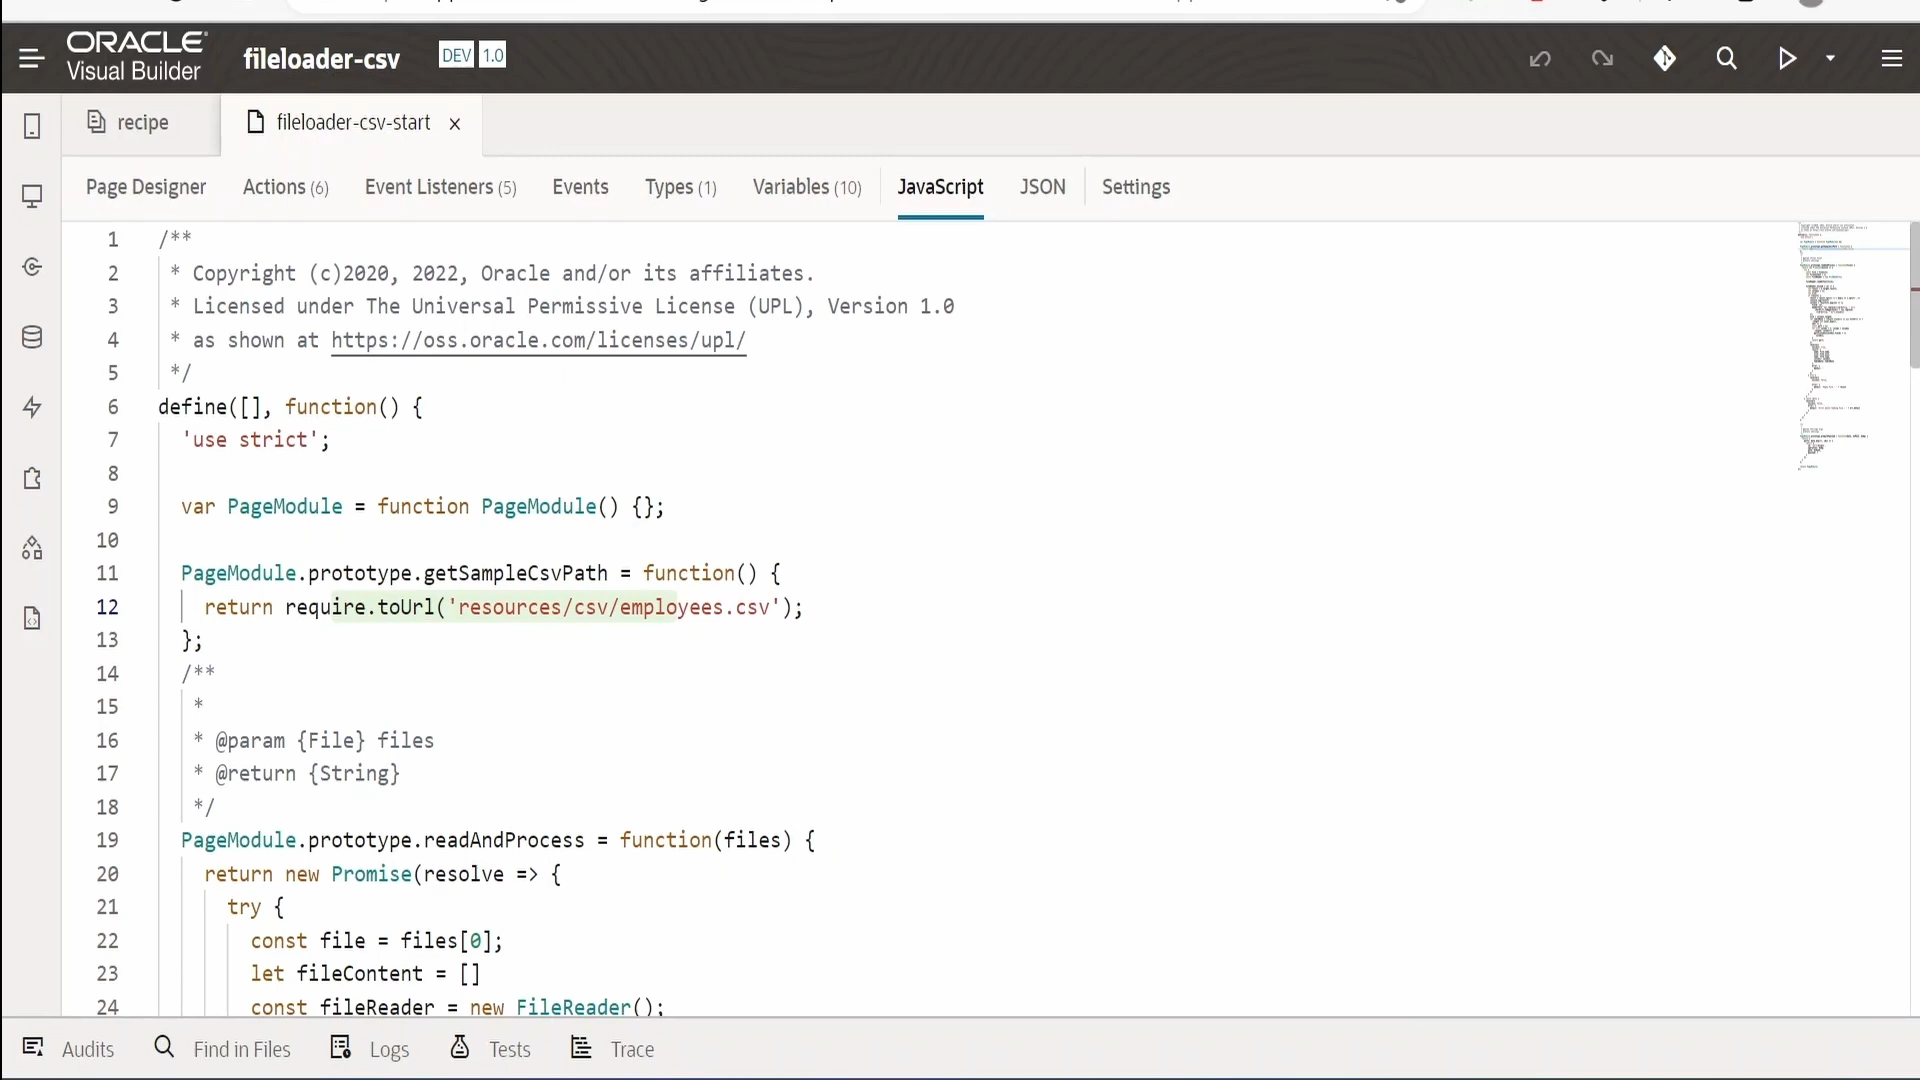 ORACLE
Visual Builder
fileloader-csv
DEV 1.0
recipe
fileloader-csv-start
Page Designer
Actions (6)
Event Listeners (5)
Events
Types (1)
Variables (10)
JavaScript
JSON
Settings
1 /**
2 * Copyright (c)2020, 2022, Oracle and/or its affiliates.
3 * Licensed under The Universal Permissive License (UPL), Version 1.0
4 * as shown at https://oss.oracle.com/licenses/upl/
5 */
6 define([], function() {
7 'use strict';
8
9 var PageModule = function PageModule() {};
10
11 PageModule.prototype.getSampleCsvPath = function() {
12 return require.toUrl('resources/csv/employees.csv');
13 };
14 /**
15 *
16 * @param {File} files
17 * @return {String}
18 */
19 PageModule.prototype.readAndProcess = function(files) {
20 return new Promise(resolve => {
21 try {
22 const file = files[0];
23 let fileContent = []
24 const fileReader = new FileReader();
Audits
Find in Files
Logs
Tests
Trace